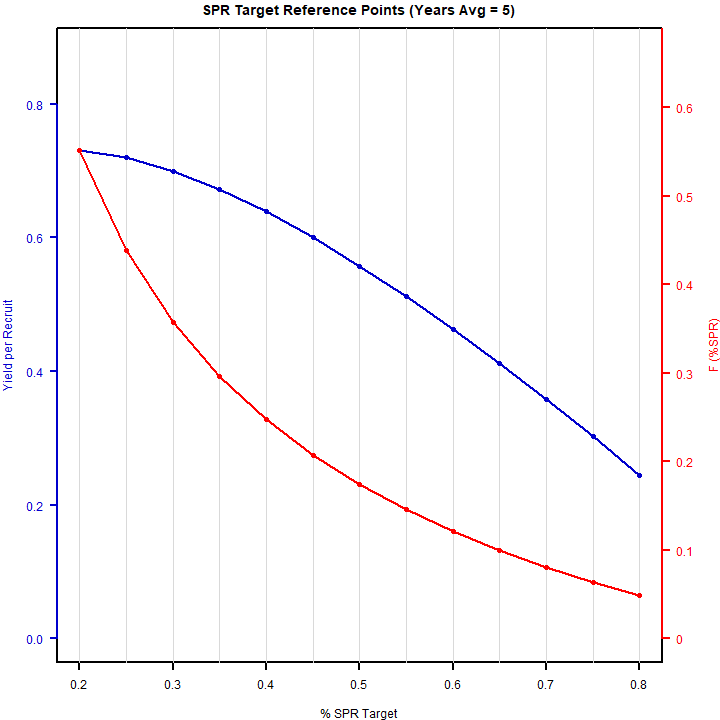 SPR Target Reference Points (Years Avg = 5)
Yield per Recruit
0.8
0.6
0.4
0.2
0.0
0.6
0.5
0.4
0.3
0.2
0.1
0
F (%SPR)
0.2 0.3 0.4 0.5 0.6 0.7 0.8
% SPR Target